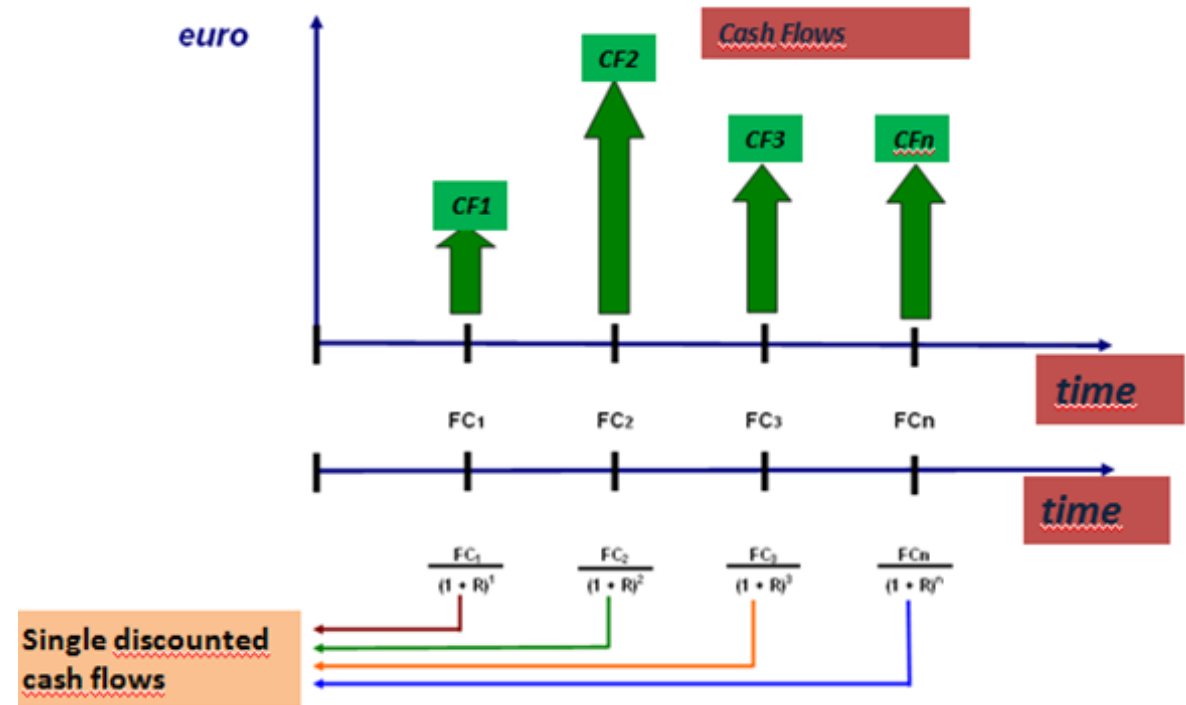 euro
Cash Flows
CF2
CF3
CFn
CF1
time
FC₁ FC₂ FC₃ FCn
time
FC₁ FC₂ FC₃ FCn
(1 + R)¹ (1 + R)² (1 + R)³ (1 + R)ⁿ
Single discounted
cash flows